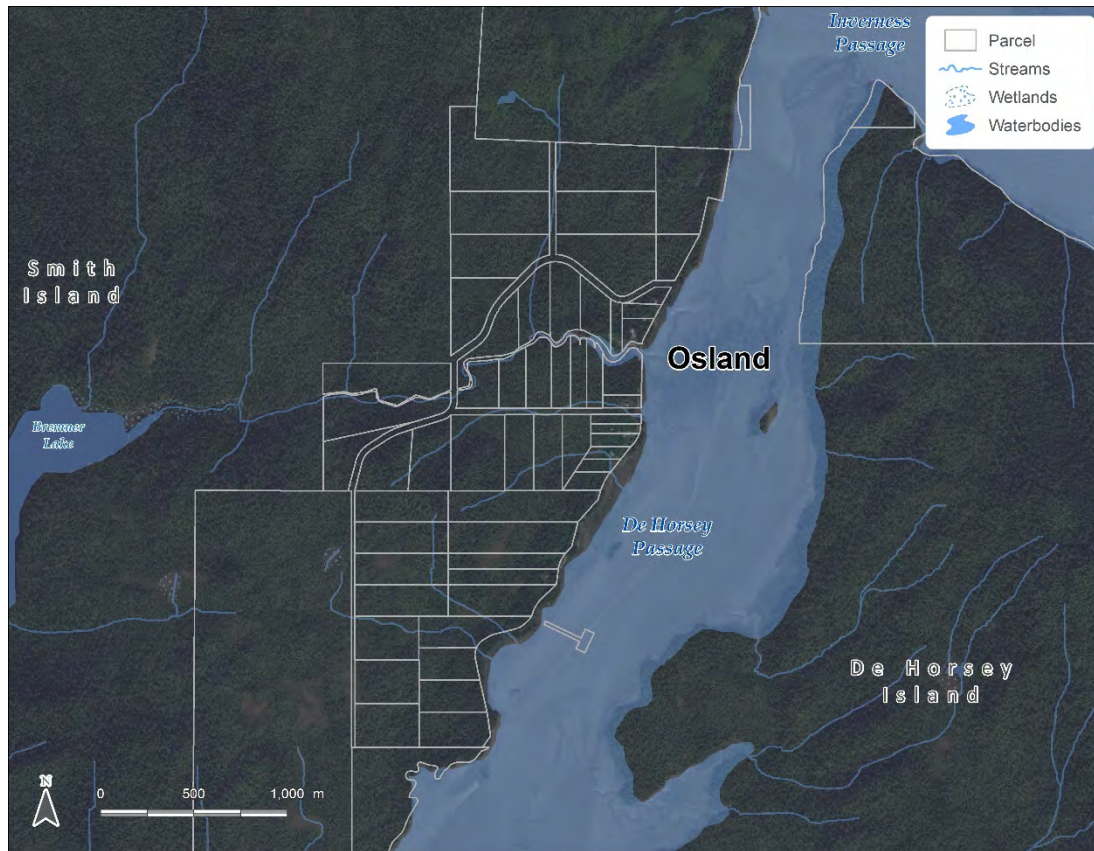 Inverness
Passage
Parcel
Streams
Wetlands
Waterbodies
Smith
Island
Osland
Bremner
Lake
De Horsey
Passage
De Horsey
Island
N
0 500 1,000 m